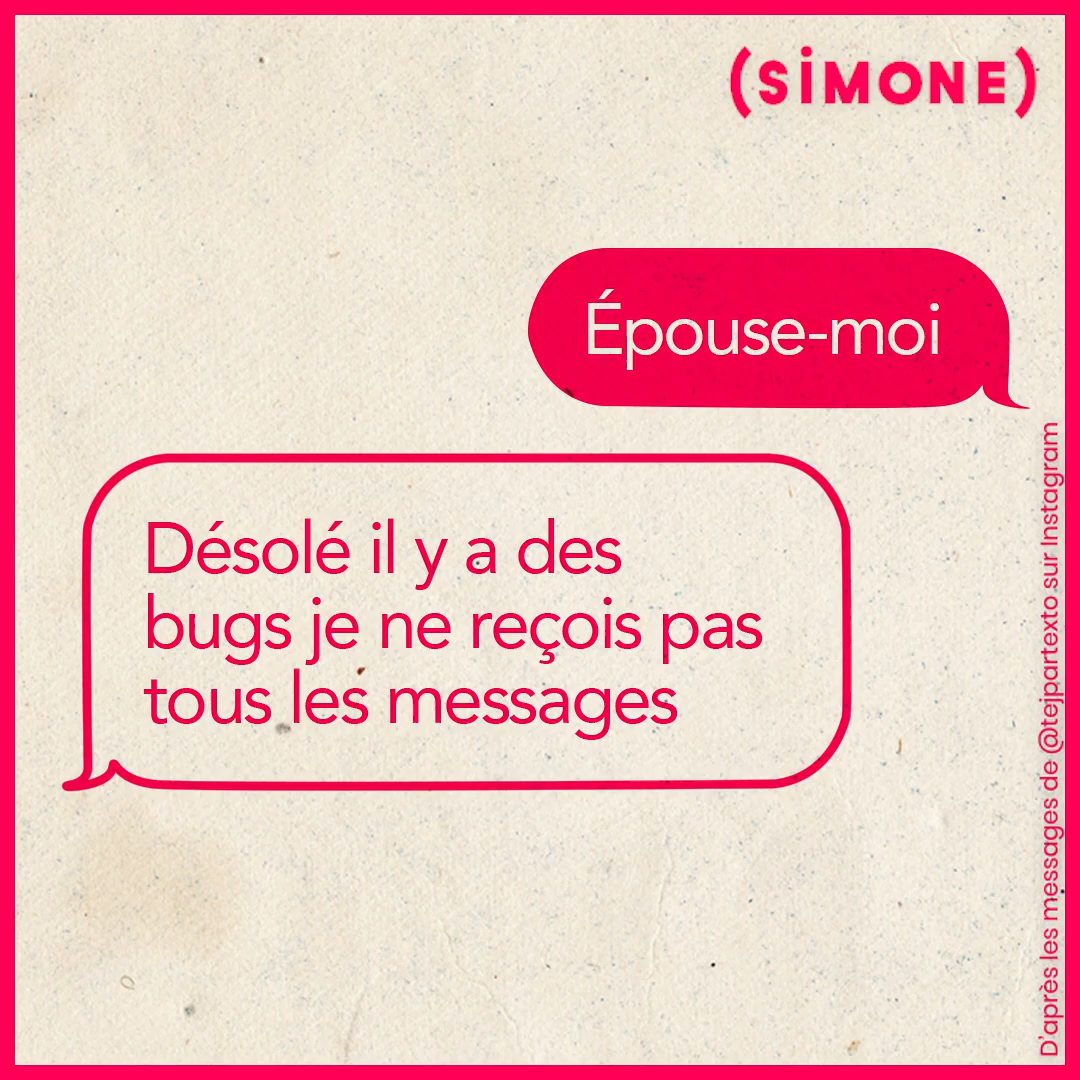 (SiMONE)
Épouse-moi
Désolé il y a des
bugs je ne reçois pas
tous les messages
D'après les messages de @tejpartexto sur Instagram